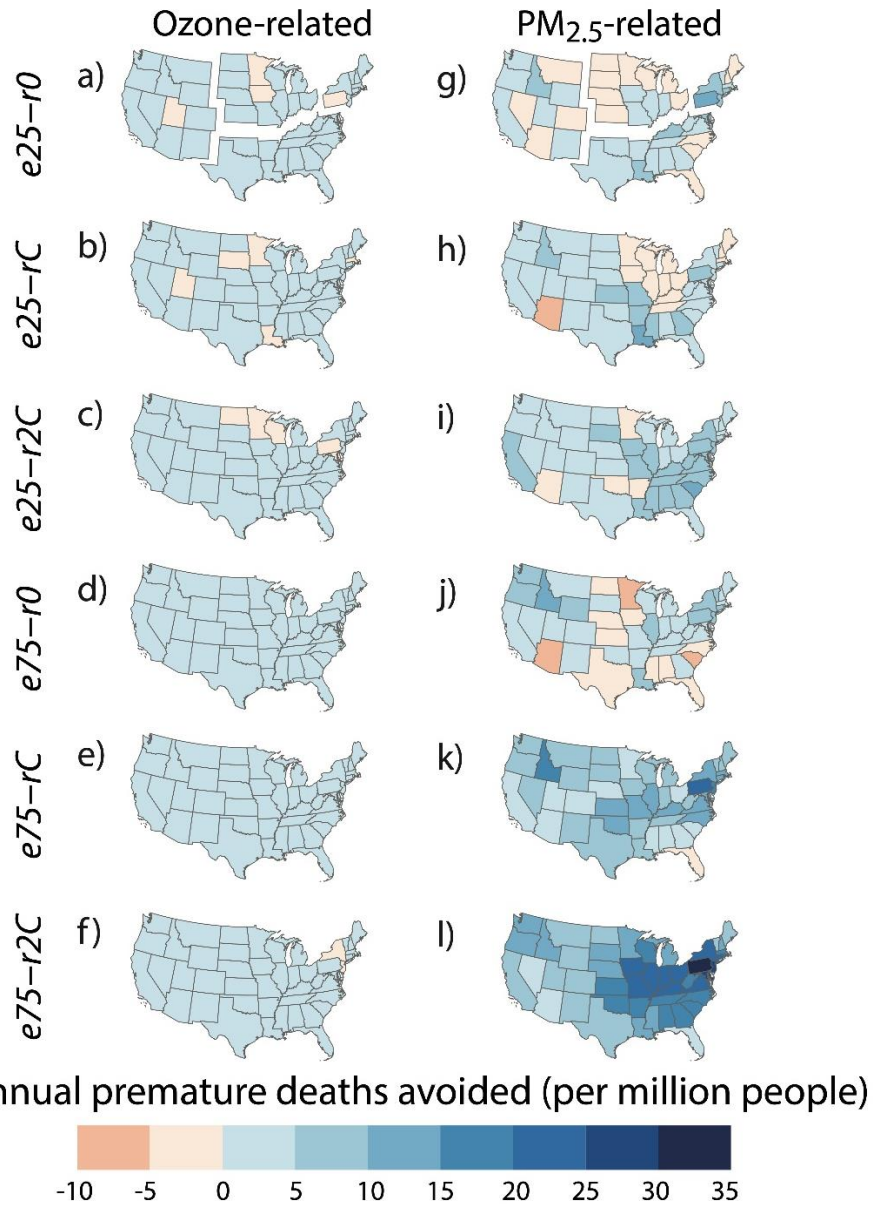 Ozone-related PM2.5-related
e25-r0 a) g)
e25-rC b) h)
e25-r2C c) i)
e75-r0 d) j)
e75-rC e) k)
e75-r2C f) l)
nnual premature deaths avoided (per million people)
-10 -5 0 5 10 15 20 25 30 35